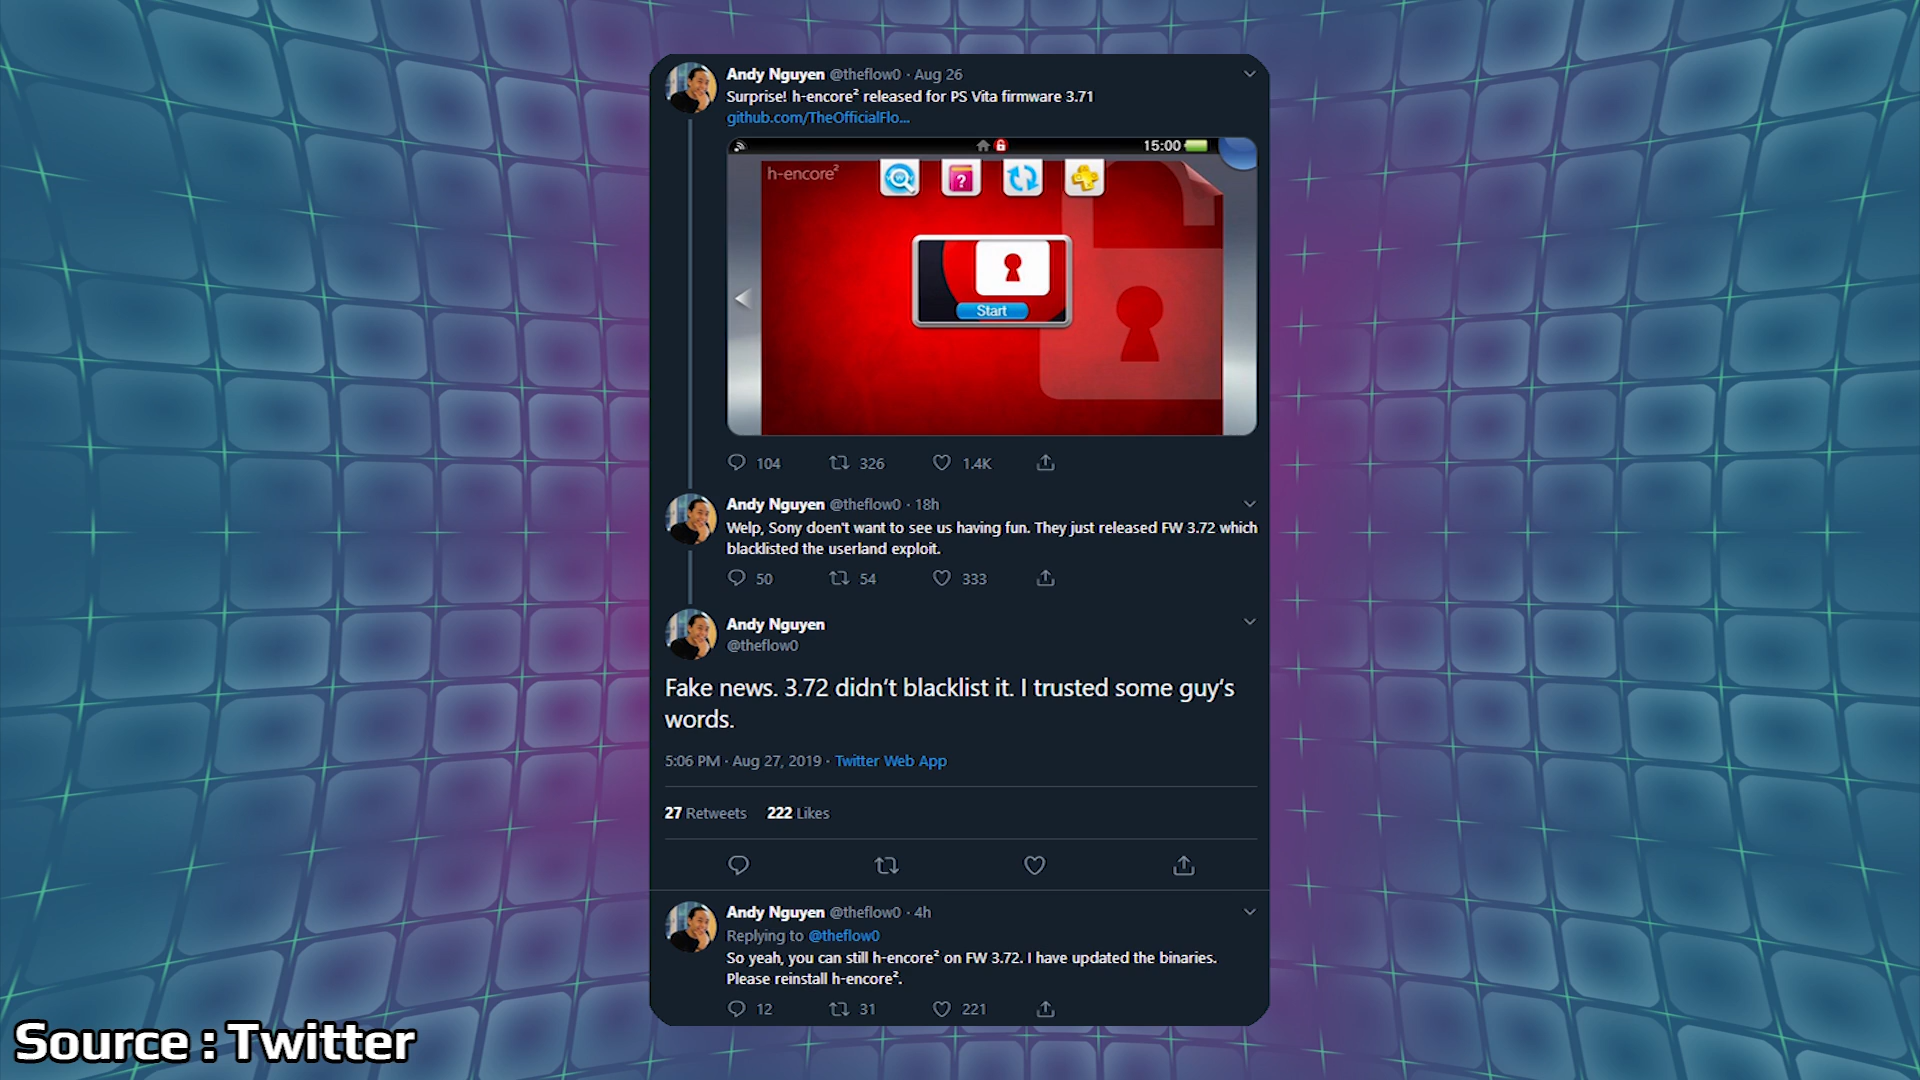 Andy Nguyen @theflow0 · Aug 26
Surprise! h-encore² released for PS Vita firmware 3.71
github.com/TheOfficialFlo...
15:00
h-encore²
?
Start
104 326 1.4K
Andy Nguyen @theflow0 · 18h
Welp, Sony doen't want to see us having fun. They just released FW 3.72 which
blacklisted the userland exploit.
50 54 333
Andy Nguyen
@theflow0
Fake news. 3.72 didn't blacklist it. I trusted some guy's
words.
5:06 PM · Aug 27, 2019 · Twitter Web App
27 Retweets 222 Likes
Andy Nguyen @theflow0 · 4h
Replying to @theflow0
So yeah, you can still h-encore² on FW 3.72. I have updated the binaries.
Please reinstall h-encore².
12 31 221
Source : Twitter